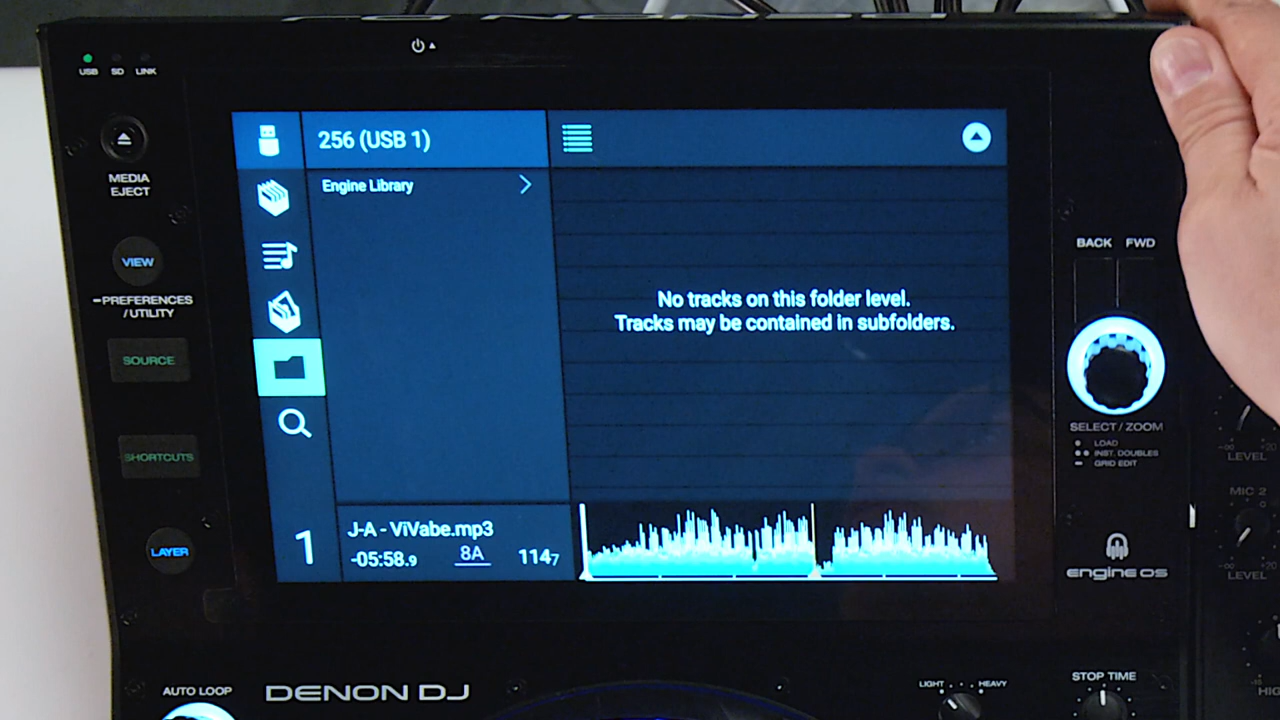 USB SD LINK
MEDIA
EJECT
VIEW
PREFERENCES
/UTILITY
SOURCE
SHORTCUTS
LAYER
AUTO LOOP
256 (USB 1)
Engine Library
No tracks on this folder level.
Tracks may be contained in subfolders.
1
J-A - ViVabe.mp3
-05:58.9 8A 1147
DENON DJ
BACK FWD
SELECT / ZOOM
LOAD
INST. DOUBLES
GRID EDIT
engine os
LIGHT HEAVY
STOP TIME
LEVEL
MIC 2
LEVEL